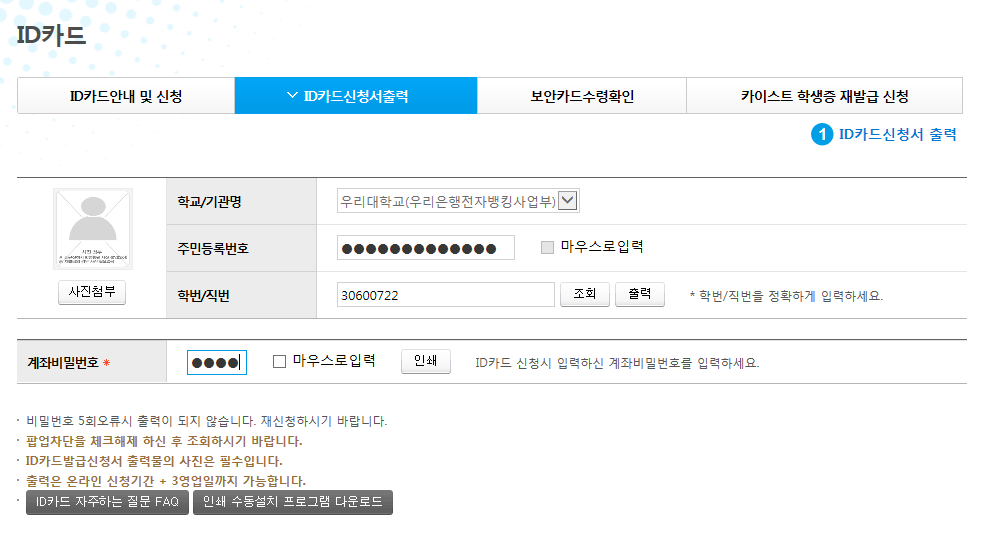 ID카드
ID카드안내 및 신청
ID카드신청서출력
보안카드수령확인
카이스트 학생증 재발급 신청
1 ID카드신청서 출력
사진첨부
학교/기관명
우리대학교(우리은행전자뱅킹사업부)
주민등록번호
●●●●●●●●●●●●●
마우스로입력
학번/직번
30600722
조회
출력
* 학번/직번을 정확하게 입력하세요.
계좌비밀번호 *
●●●●
마우스로입력
인쇄
ID카드 신청시 입력하신 계좌비밀번호를 입력하세요.
· 비밀번호 5회오류시 출력이 되지 않습니다. 재신청하시기 바랍니다.
· 팝업차단을 체크해제 하신 후 조회하시기 바랍니다.
· ID카드발급신청서 출력물의 사진은 필수입니다.
· 출력은 온라인 신청기간 + 3영업일까지 가능합니다.
· ID카드 자주하는 질문 FAQ 인쇄 수동설치 프로그램 다운로드